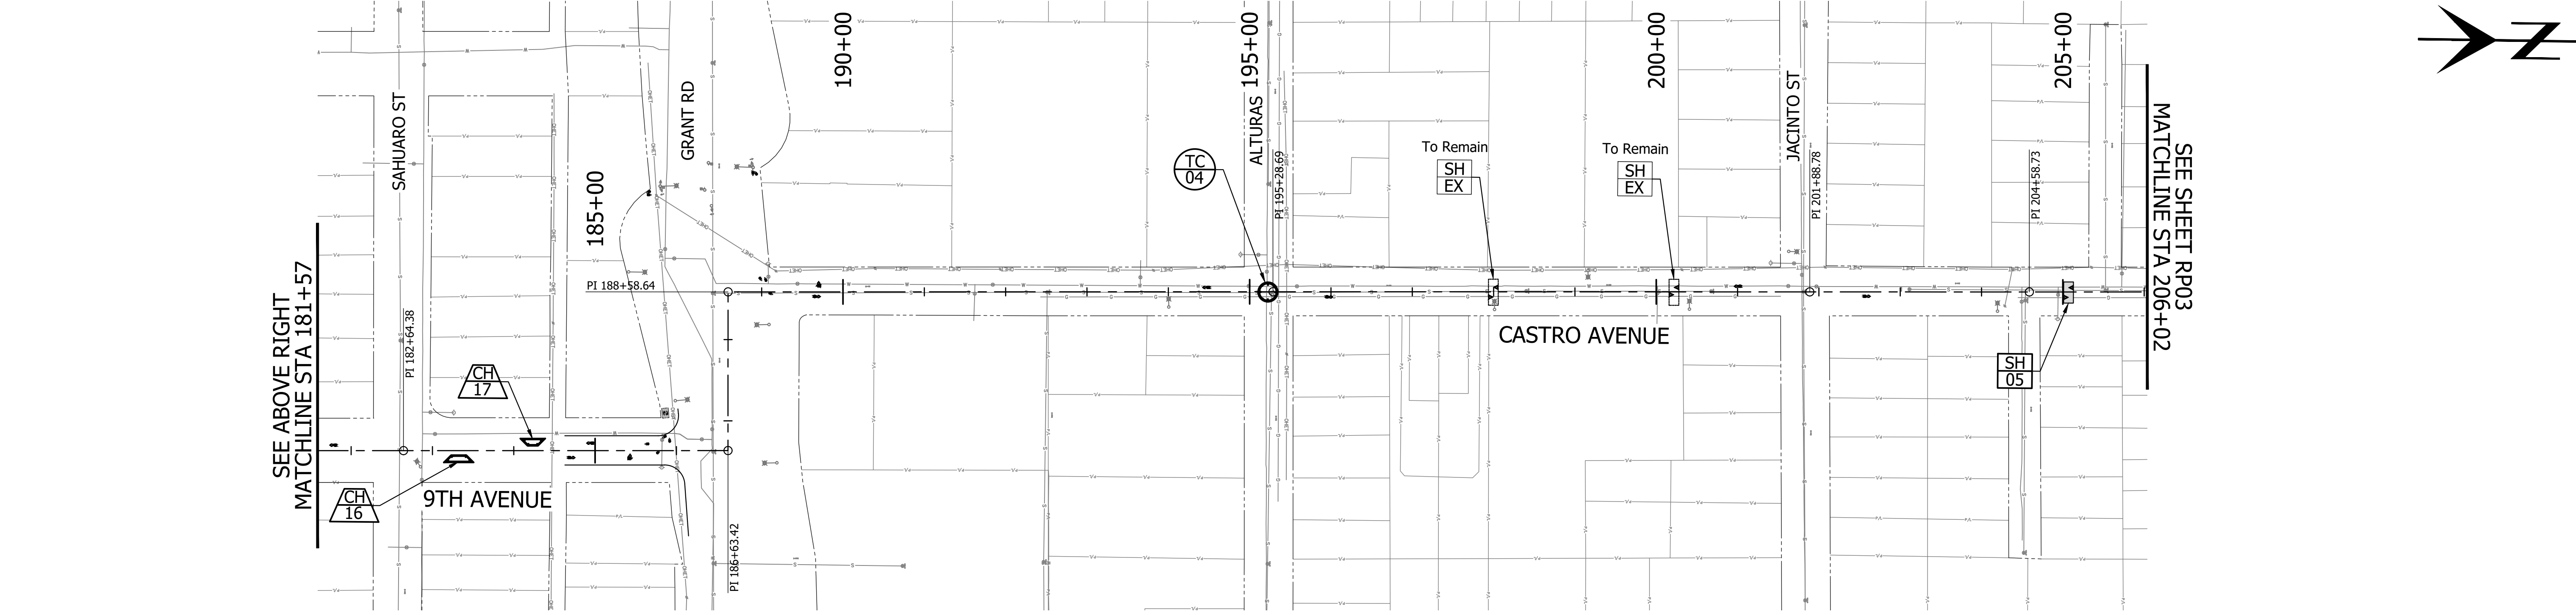 190+00
195+00
200+00
205+00
N
SAHUARO ST
GRANT RD
ALTURAS
JACINTO ST
185+00
TC
04
PI 195+28.69
To Remain
SH
EX
To Remain
SH
EX
PI 201+88.78
PI 204+58.73
SEE SHEET RP03
MATCHLINE STA 206+02
SEE ABOVE RIGHT
MATCHLINE STA 181+57
PI 188+58.64
PI 182+64.38
CASTRO AVENUE
CH
17
SH
05
CH
16
9TH AVENUE
PI 186+63.42